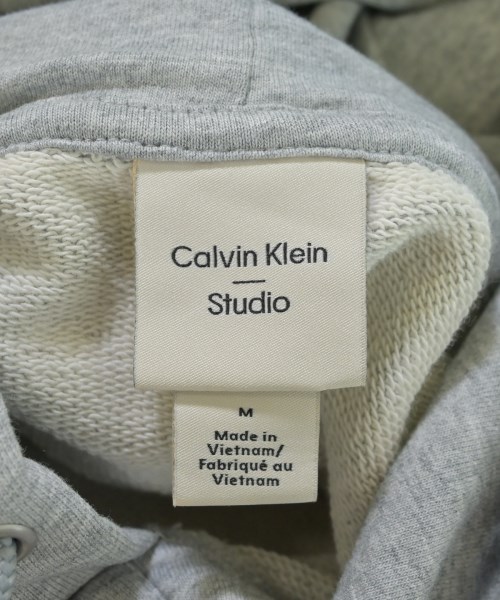 Calvin Klein
Studio
M
Made in
Vietnam/
Fabriqué au
Vietnam